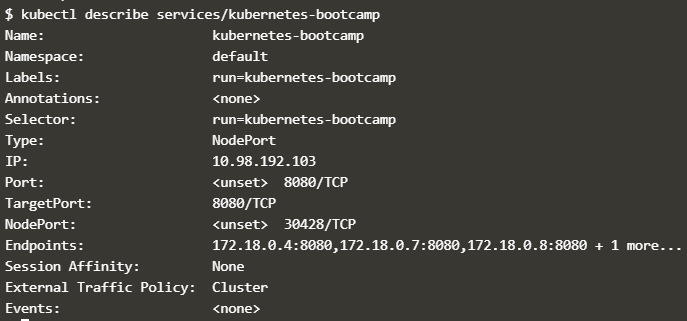 $ kubectl describe services/kubernetes-bootcamp
Name:                     kubernetes-bootcamp
Namespace:                default
Labels:                   run=kubernetes-bootcamp
Annotations:              <none>
Selector:                 run=kubernetes-bootcamp
Type:                     NodePort
IP:                       10.98.192.103
Port:                     <unset>  8080/TCP
TargetPort:               8080/TCP
NodePort:                 <unset>  30428/TCP
Endpoints:                172.18.0.4:8080,172.18.0.7:8080,172.18.0.8:8080 + 1 more...
Session Affinity:         None
External Traffic Policy:  Cluster
Events:                   <none>